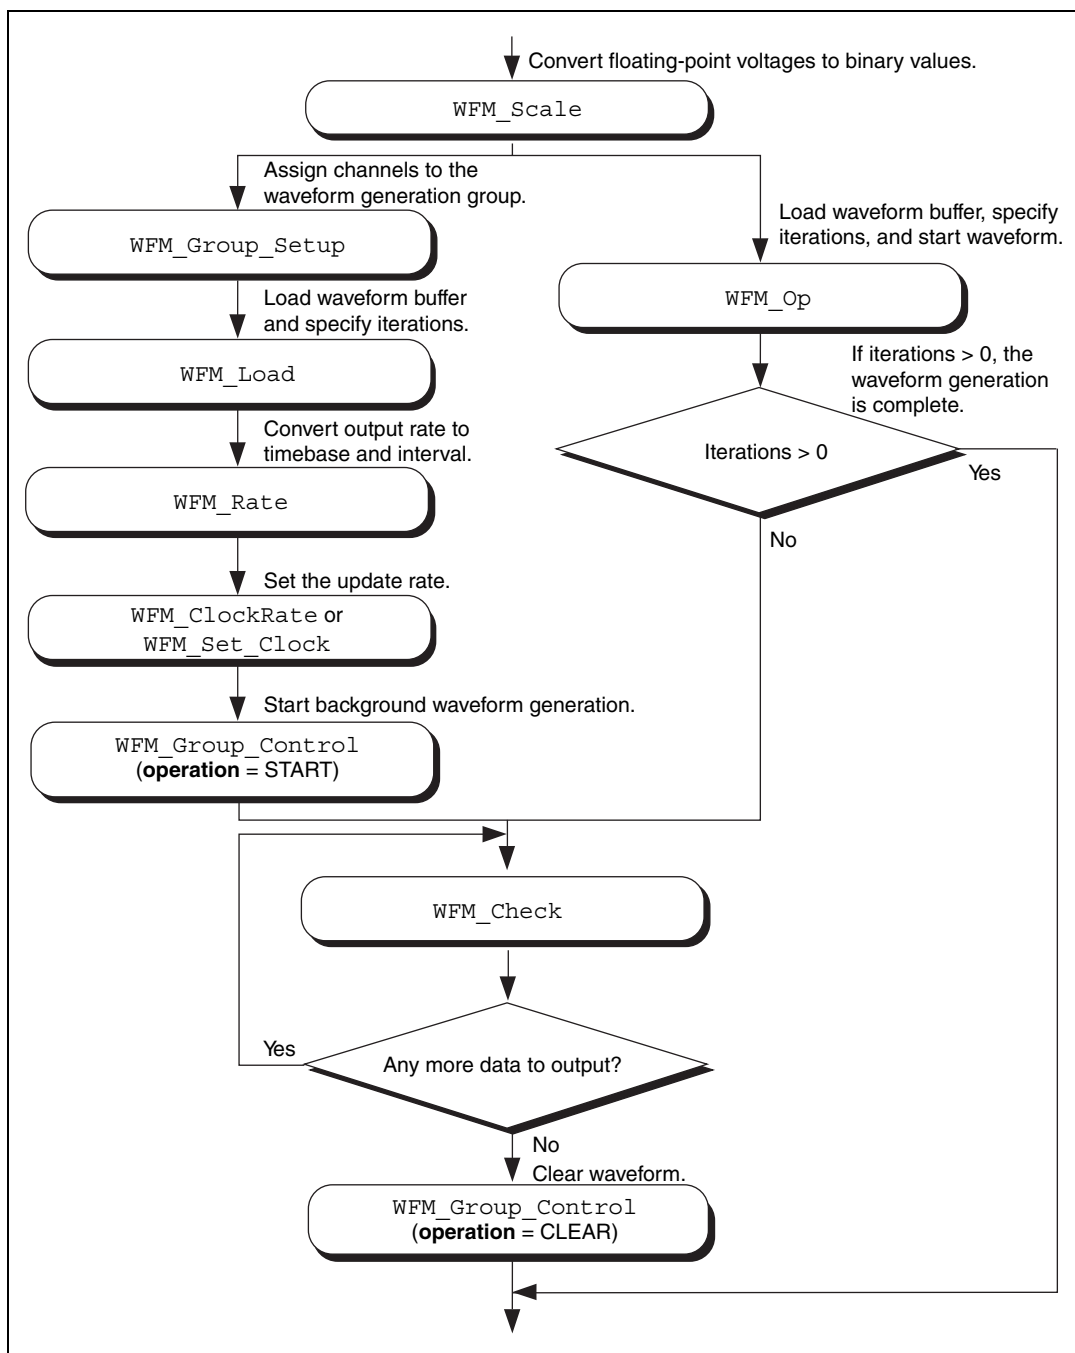 Convert floating-point voltages to binary values.
WFM_Scale
Assign channels to the
waveform generation group.
WFM_Group_Setup
Load waveform buffer
and specify iterations.
WFM_Load
Convert output rate to
timebase and interval.
WFM_Rate
Set the update rate.
WFM_ClockRate or
WFM_Set_Clock
Start background waveform generation.
WFM_Group_Control
(operation = START)
Load waveform buffer, specify
iterations, and start waveform.
WFM_Op
If iterations > 0, the
waveform generation
is complete.
Iterations > 0
Yes
No
WFM_Check
Any more data to output?
Yes
No
Clear waveform.
WFM_Group_Control
(operation = CLEAR)